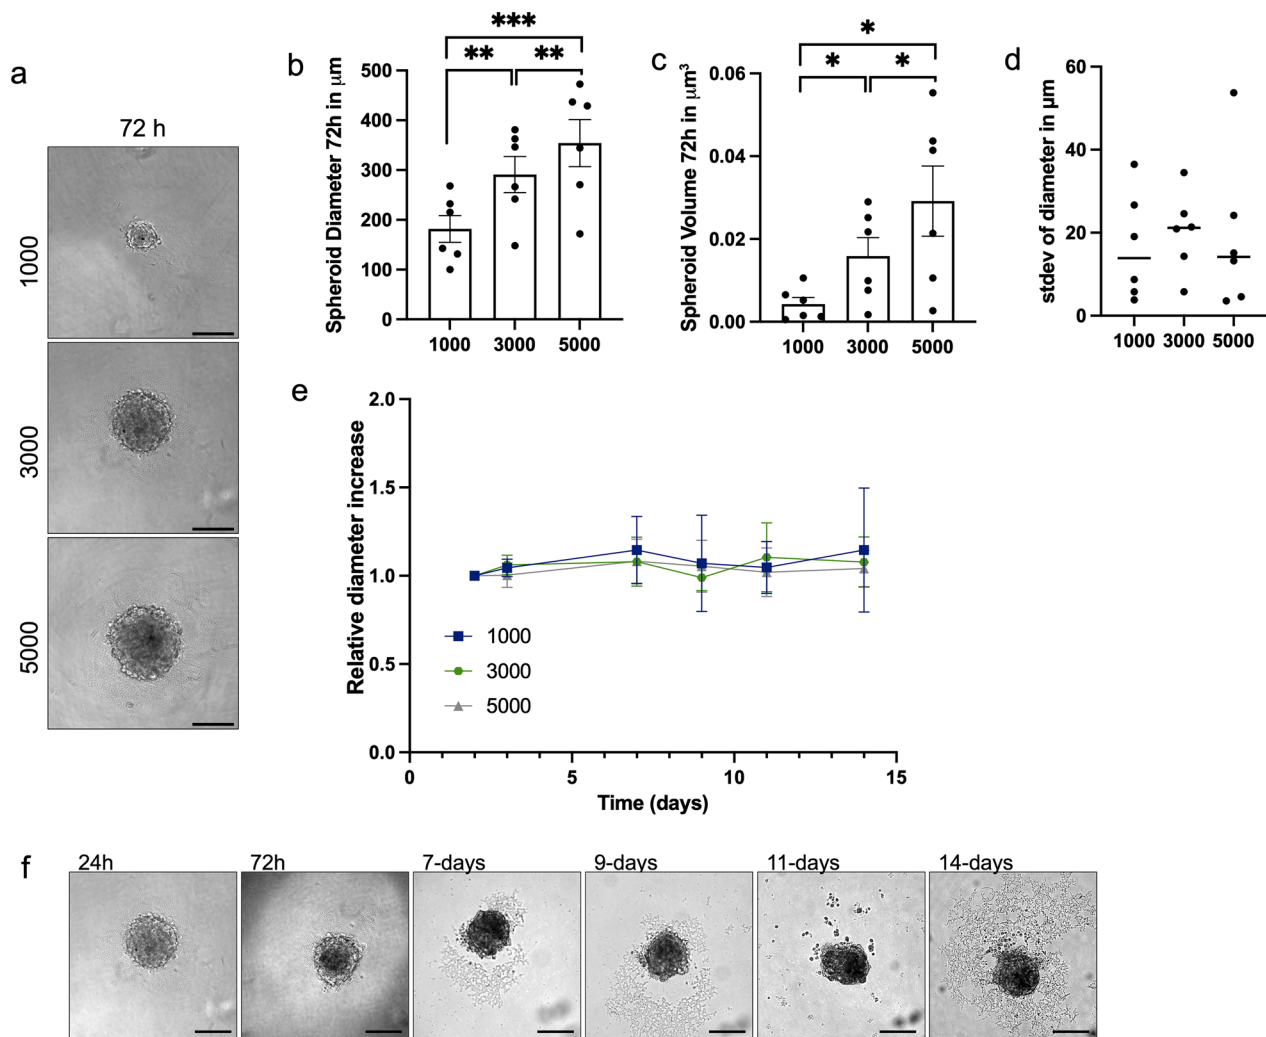 a
72 h
1000
3000
5000
b
***
**
**
Spheroid Diameter 72h in μm
500
400
300
200
100
0
1000
3000
5000
c
*
*
*
Spheroid Volume 72h in μm³
0.06
0.04
0.02
0.00
1000
3000
5000
d
stdev of diameter in μm
60
40
20
0
1000
3000
5000
e
Relative diameter increase
2.0
1.5
1.0
0.5
0.0
1000
3000
5000
0
5
10
15
Time (days)
f
24h
72h
7-days
9-days
11-days
14-days